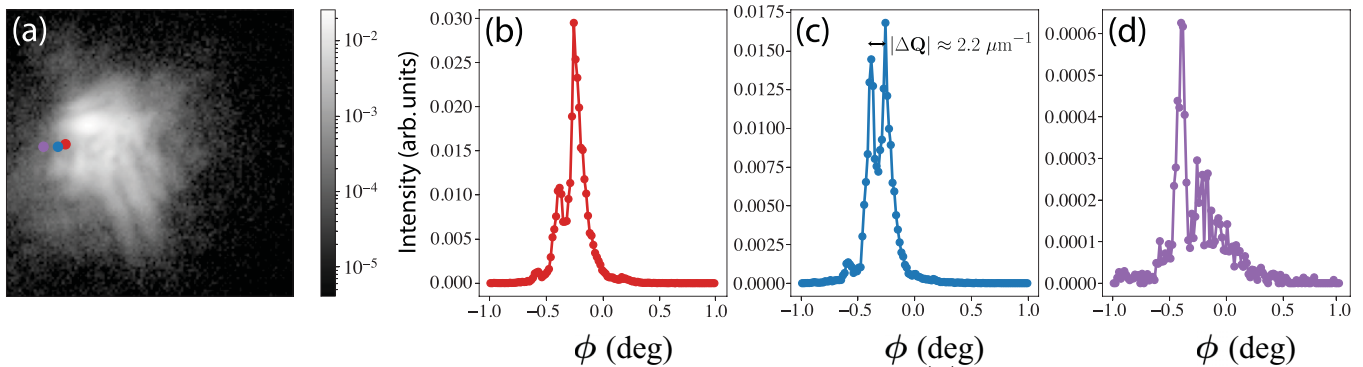 (a)
10⁻²
10⁻³
10⁻⁴
10⁻⁵
(b)
Intensity (arb.units)
0.030
0.025
0.020
0.015
0.010
0.005
0.000
−1.0 −0.5 0.0 0.5 1.0
ϕ (deg)
(c)
|ΔQ| ≈ 2.2 μm⁻¹
0.0175
0.0150
0.0125
0.0100
0.0075
0.0050
0.0025
0.0000
−1.0 −0.5 0.0 0.5 1.0
ϕ (deg)
(d)
0.0006
0.0005
0.0004
0.0003
0.0002
0.0001
0.0000
−1.0 −0.5 0.0 0.5 1.0
ϕ (deg)